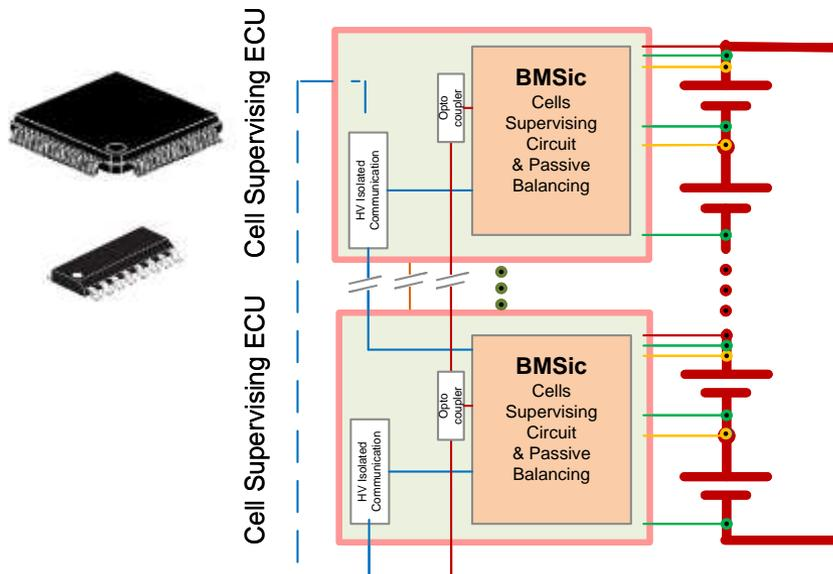 Cell Supervising ECU
Opto
coupler
BMSic
Cells
Supervising
Circuit
& Passive
Balancing
HV Isolated
Communication
Cell Supervising ECU
Opto
coupler
BMSic
Cells
Supervising
Circuit
& Passive
Balancing
HV Isolated
Communication